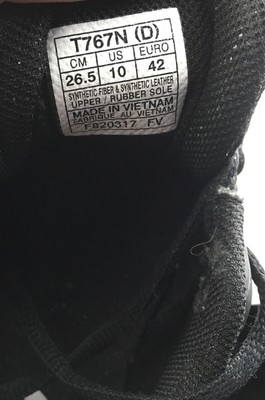 T767N (D)
CM US EURO
26.5 10 42
SYNTHETIC FIBER & SYNTHETIC LEATHER
UPPER / RUBBER SOLE
MADE IN VIETNAM
FABRIQUE AU VIETNAM
F820317 FV